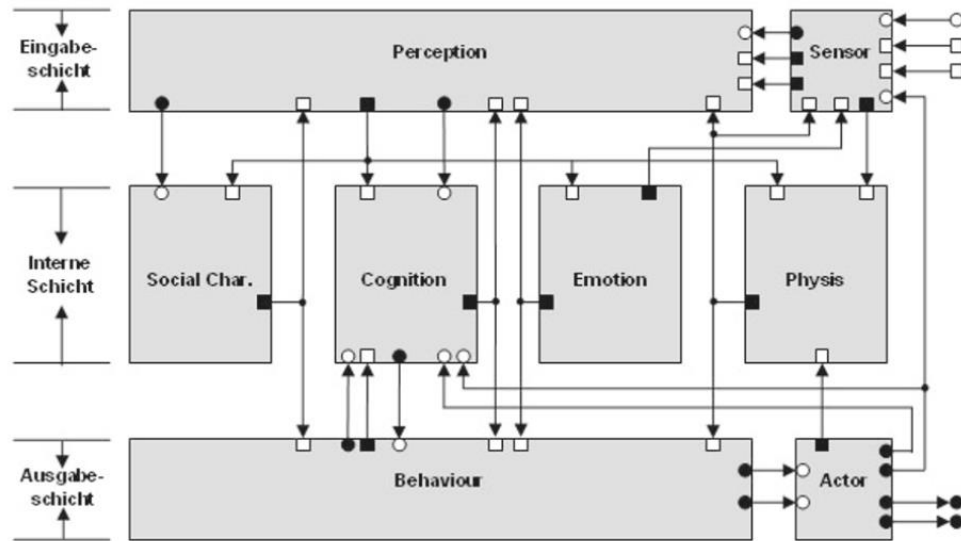 Eingabe-
schicht
Perception
Sensor
Interne
Schicht
Social Char.
Cognition
Emotion
Physis
Ausgabe-
schicht
Behaviour
Actor